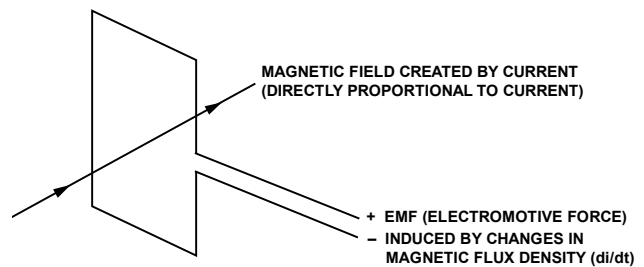 MAGNETIC FIELD CREATED BY CURRENT
(DIRECTLY PROPORTIONAL TO CURRENT)
+ EMF (ELECTROMOTIVE FORCE)
– INDUCED BY CHANGES IN
MAGNETIC FLUX DENSITY (di/dt)